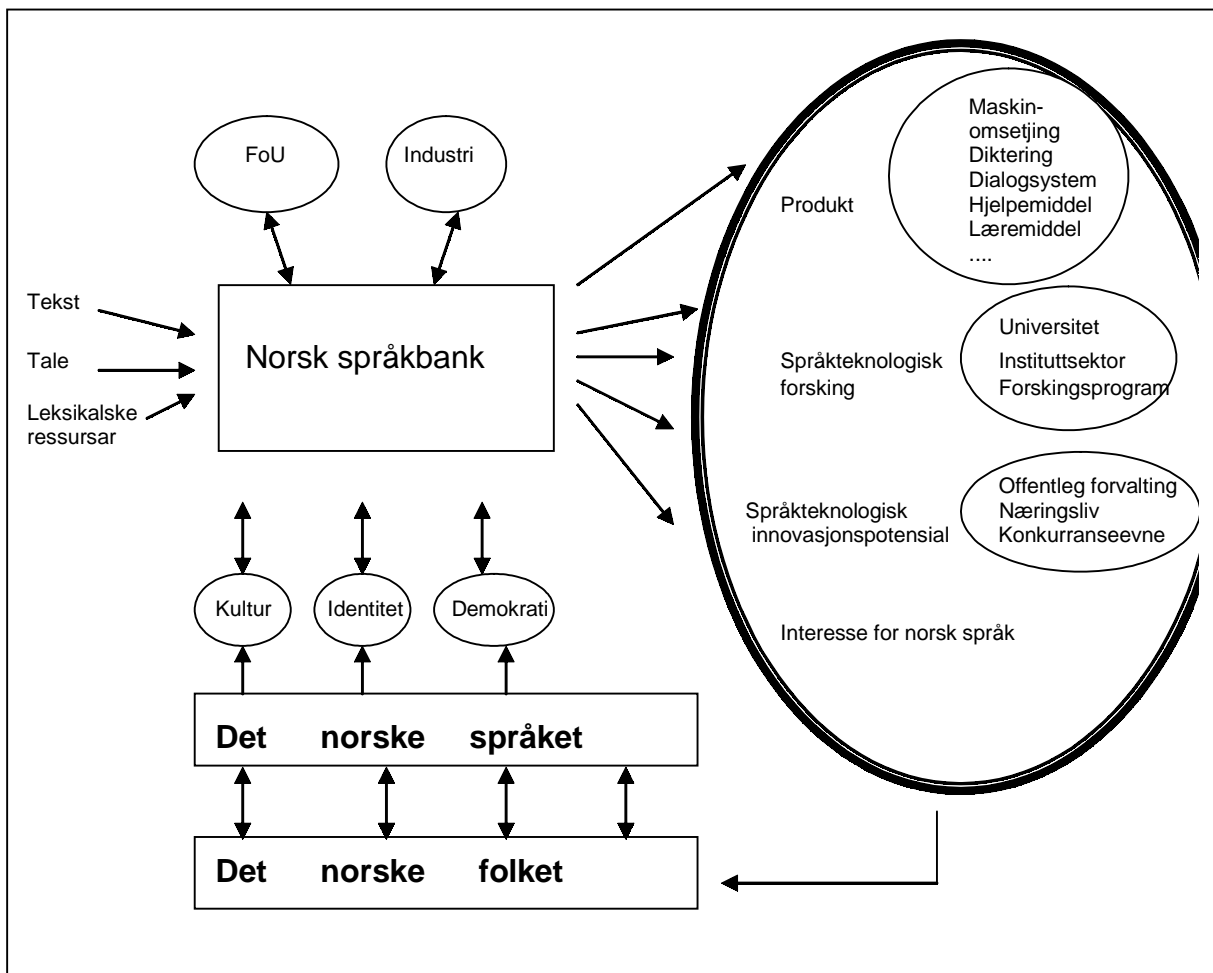 FoU
Industri
Tekst
Tale
Leksikalske
ressursar
Norsk språkbank
Kultur
Identitet
Demokrati
Det norske språket
Det norske folket
Produkt
Maskin-
omsetjing
Diktering
Dialogsystem
Hjelpemiddel
Læremiddel
....
Språkteknologisk
forsking
Universitet
Instituttsektor
Forskingsprogram
Språkteknologisk
innovasjonspotensial
Offentleg forvalting
Næringsliv
Konkurranseevne
Interesse for norsk språk